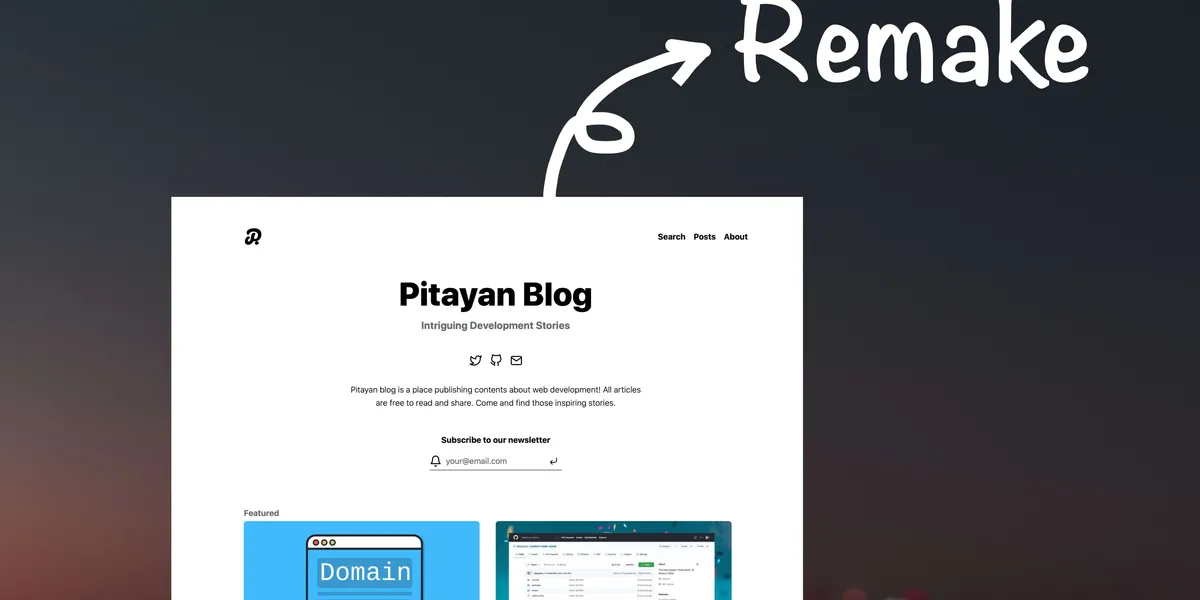 Remake
Search Posts About
Pitayan Blog
Intriguing Development Stories
Pitayan blog is a place publishing contents about web development! All articles
are free to read and share. Come and find those inspiring stories.
Subscribe to our newsletter
your@email.com
Featured
Domain